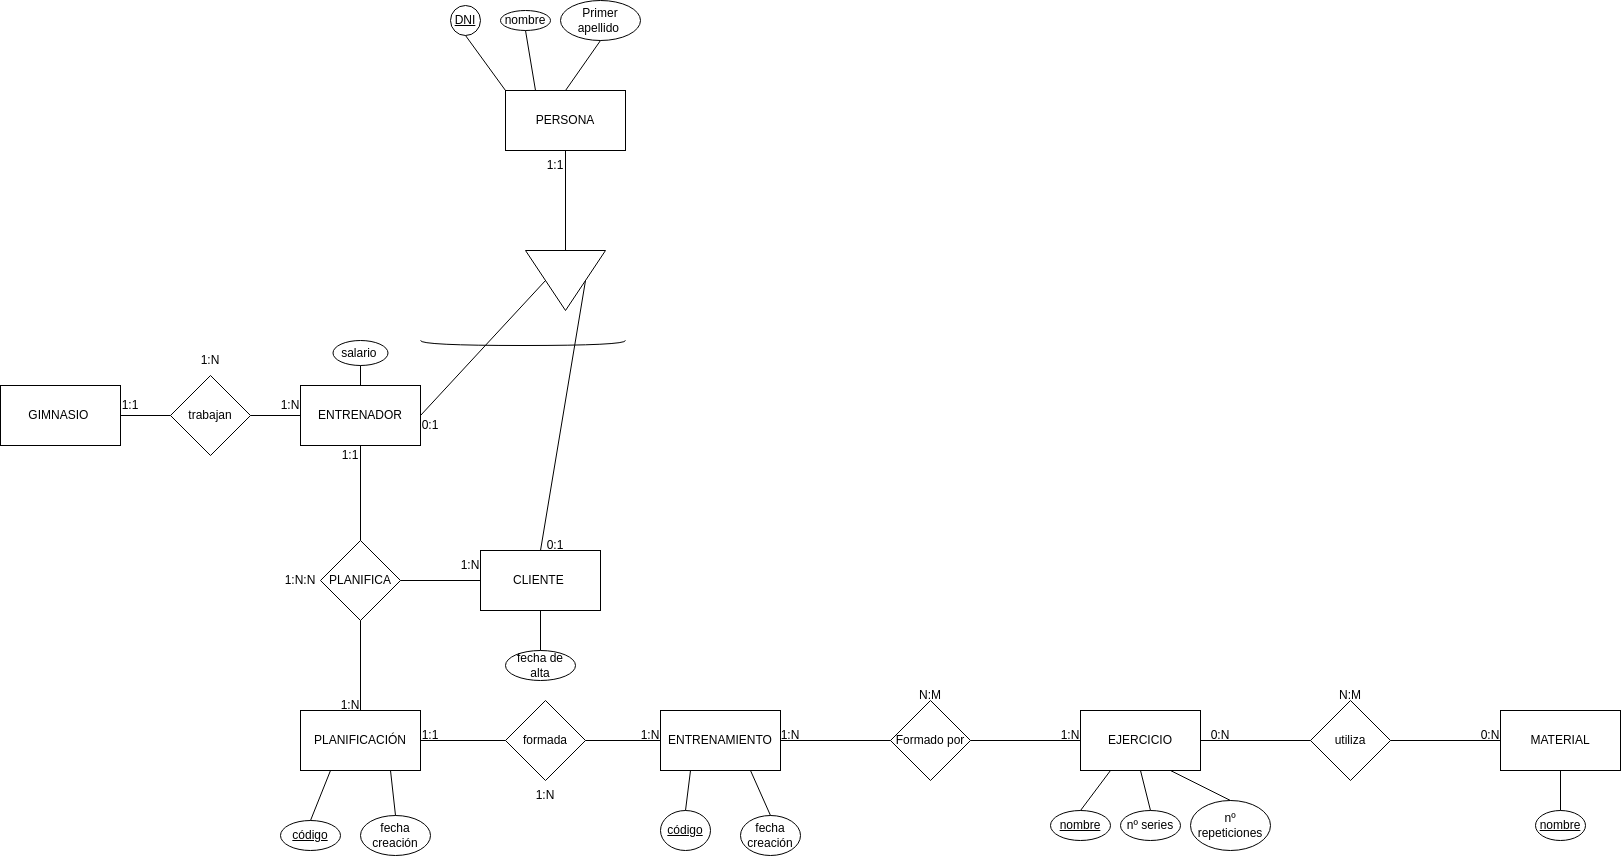 DNI
nombre
Primer
apellido
PERSONA
1:1
salario
1:N
GIMNASIO
1:1
trabajan
1:N
ENTRENADOR
0:1
1:1
0:1
1:N:N
PLANIFICA
1:N
CLIENTE
fecha de
alta
1:N
PLANIFICACIÓN
1:1
formada
1:N
1:N
ENTRENAMIENTO
1:N
N:M
Formado por
1:N
EJERCICIO
0:N
N:M
utiliza
0:N
MATERIAL
código
fecha
creación
código
fecha
creación
nombre
nº series
nº
repeticiones
nombre